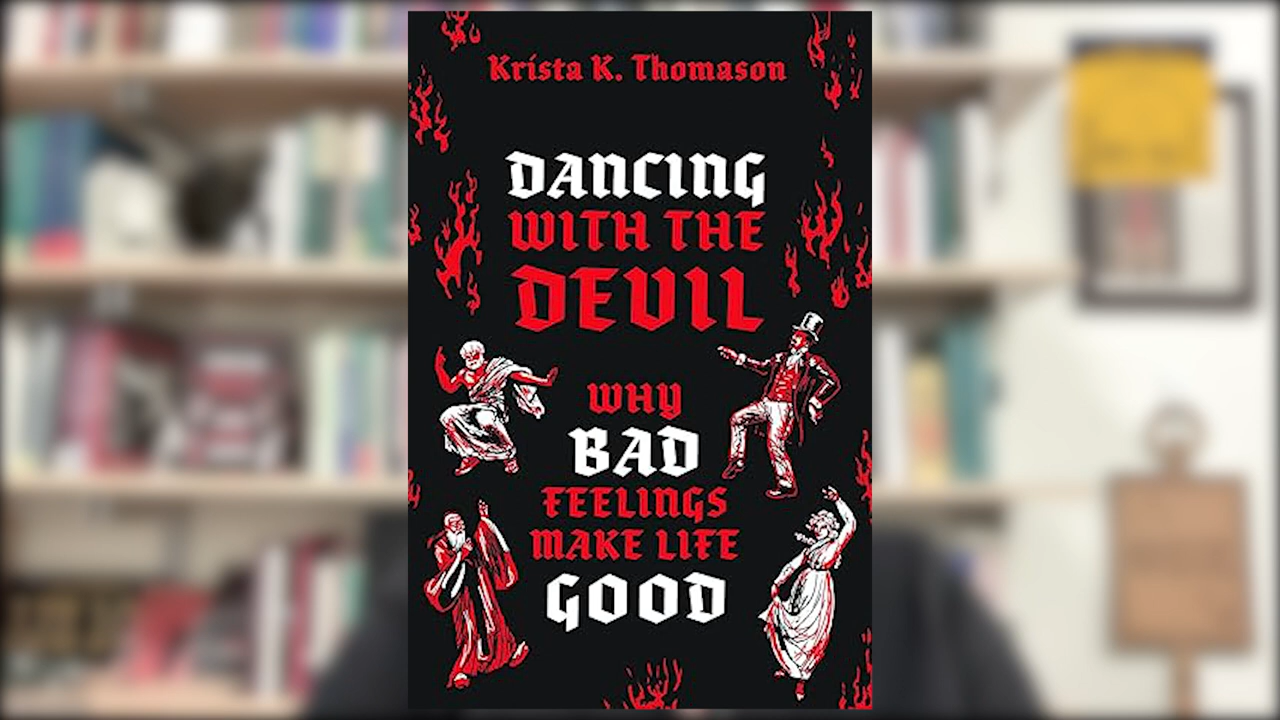 Krista K. Thomason
DANCING
WITH THE
DEVIL
WHY
BAD
FEELINGS
MAKE LIFE
GOOD